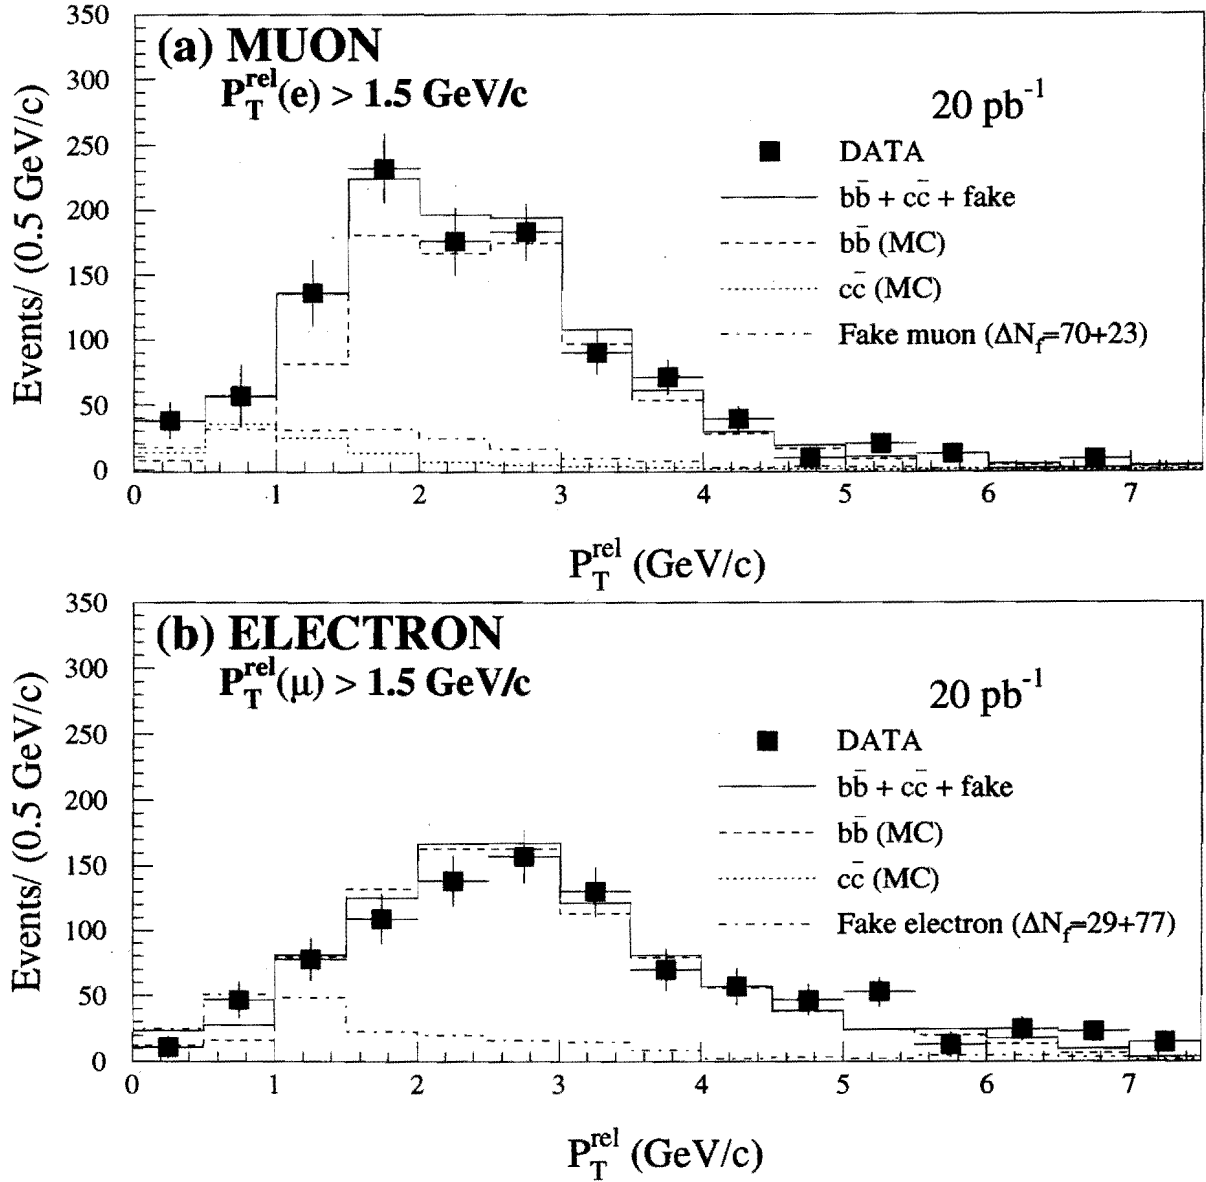 (a) MUON
P_T^rel(e) > 1.5 GeV/c
20 pb⁻¹
DATA
bb̄ + cc̄ + fake
bb̄ (MC)
cc̄ (MC)
Fake muon (ΔN_f=70+23)
Events/ (0.5 GeV/c)
350
300
250
200
150
100
50
0
0 1 2 3 4 5 6 7
P_T^rel (GeV/c)
(b) ELECTRON
P_T^rel(μ) > 1.5 GeV/c
20 pb⁻¹
DATA
bb̄ + cc̄ + fake
bb̄ (MC)
cc̄ (MC)
Fake electron (ΔN_f=29+77)
Events/ (0.5 GeV/c)
350
300
250
200
150
100
50
0
0 1 2 3 4 5 6 7
P_T^rel (GeV/c)